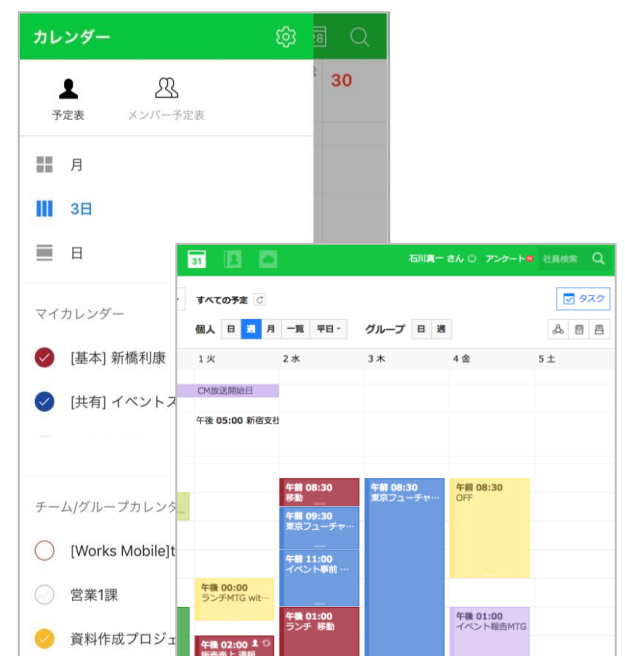 カレンダー
28
30
予定表
メンバー予定表
月
3日
日
マイカレンダー
[基本] 新橋利康
[共有] イベントス
チーム/グループカレンダ
[Works Mobile]t
営業1課
資料作成プロジェ
31
石川真一 さん
アンケート
社員検索
すべての予定
タスク
個人 日 週 月 一覧 平日
グループ 日 週
1 火
2 水
3 木
4 金
5 土
CM放送開始日
午後 05:00 新宿支社
午前 08:30
移動
午前 09:30
東京フューチャ…
午前 11:00
イベント事前 …
午前 08:30
東京フューチャ…
午前 08:30
OFF
午後 00:00
ランチMTG wit…
午後 01:00
ランチ 移動
午後 01:00
イベント報告MTG
午後 02:00